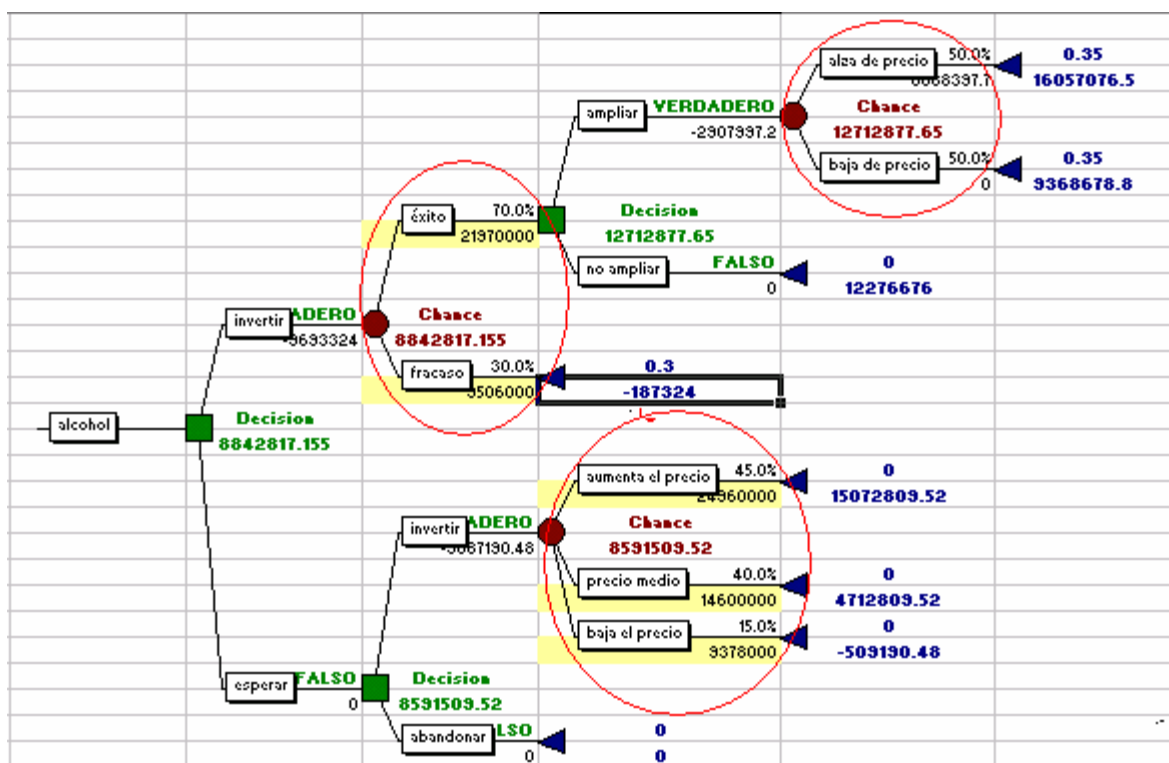 alza de precio 50.0% 0.35
16057076.5
ampliar VERDADERO Chance
-2907997.2 12712877.65
baja de precio 50.0% 0.35
0 9368678.8
éxito 70.0% Decision
21970000 12712877.65
no ampliar FALSO 0
0 12276676
invertir ADERO Chance
-9693324 8842817.155
fracaso 30.0% 0.3
9506000 -187324
alcohol Decision
8842817.155
aumenta el precio 45.0% 0
24960000 15072809.52
invertir ADERO Chance
8591509.52
precio medio 40.0% 0
14600000 4712809.52
baja el precio 15.0% 0
9378000 -509190.48
esperar FALSO Decision
0 8591509.52
abandonar LSO 0
0 0